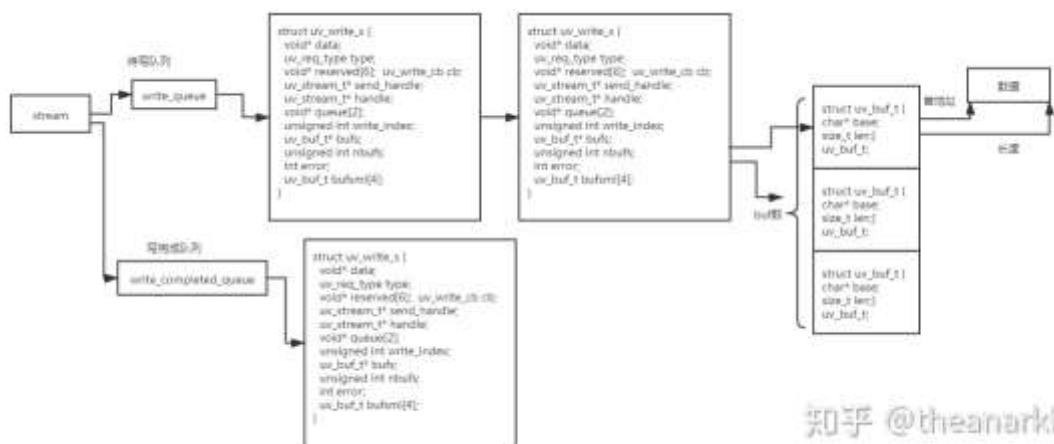 待写队列
write_queue
stream
struct uv_write_s {
void* data;
uv_req_type type;
void* reserved[6]; uv_write_cb cb;
uv_stream_t* send_handle;
uv_stream_t* handle;
void* queue[2];
unsigned int write_index;
uv_buf_t* bufs;
unsigned int nbufs;
int error;
uv_buf_t bufsml[4];
}
struct uv_write_s {
void* data;
uv_req_type type;
void* reserved[6]; uv_write_cb cb;
uv_stream_t* send_handle;
uv_stream_t* handle;
void* queue[2];
unsigned int write_index;
uv_buf_t* bufs;
unsigned int nbufs;
int error;
uv_buf_t bufsml[4];
}
buf数
struct uv_buf_t {
char* base;
size_t len;}
uv_buf_t;
struct uv_buf_t {
char* base;
size_t len;}
uv_buf_t;
struct uv_buf_t {
char* base;
size_t len;}
uv_buf_t;
首地址
数据
长度
写完成队列
write_completed_queue
struct uv_write_s {
void* data;
uv_req_type type;
void* reserved[6]; uv_write_cb cb;
uv_stream_t* send_handle;
uv_stream_t* handle;
void* queue[2];
unsigned int write_index;
uv_buf_t* bufs;
unsigned int nbufs;
int error;
uv_buf_t bufsml[4];
}
知乎 @theanarkh